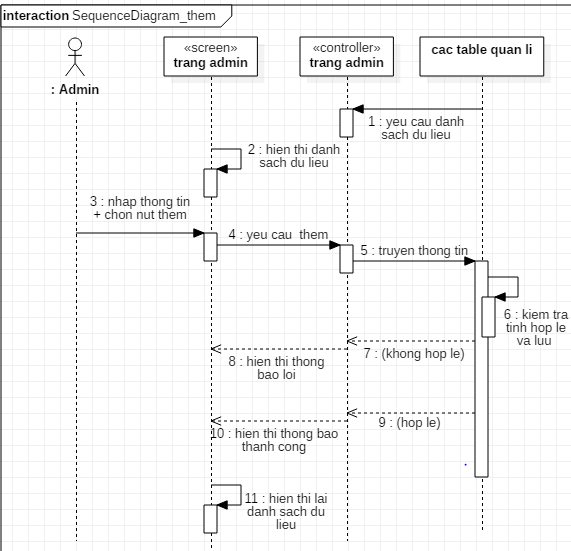 interaction SequenceDiagram_them
«screen»
trang admin
«controller»
trang admin
cac table quan li
: Admin
1 : yeu cau danh
sach du lieu
2 : hien thi danh
sach du lieu
3 : nhap thong tin
+ chon nut them
4 : yeu cau  them
5 : truyen thong tin
6 : kiem tra
tinh hop le
va luu
7 : (khong hop le)
8 : hien thi thong
bao loi
9 : (hop le)
10 : hien thi thong bao
thanh cong
11 : hien thi lai
danh sach du
lieu